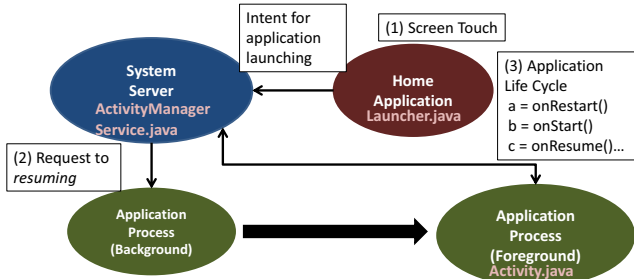 Intent for
application
launching
(1) Screen Touch
System
Server
ActivityManager
Service.java
Home
Application
Launcher.java
(3) Application
Life Cycle
a = onRestart()
b = onStart()
c = onResume()...
(2) Request to
resuming
Application
Process
(Background)
Application
Process
(Foreground)
Activity.java